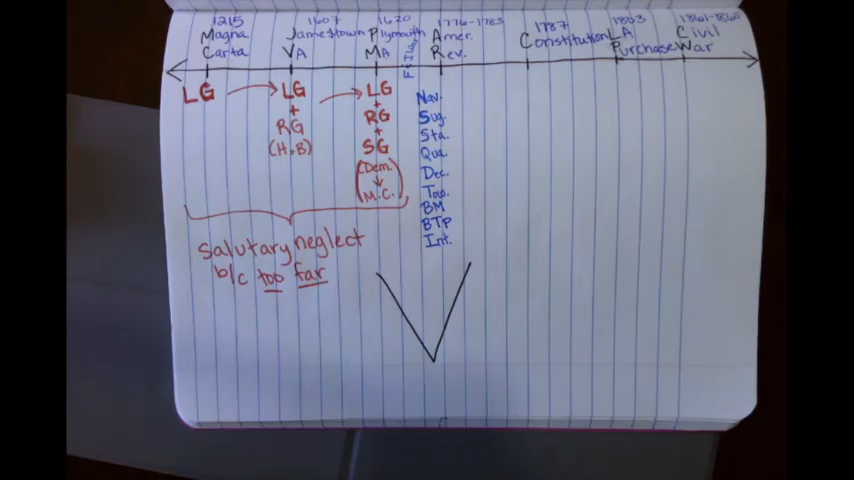 1215
Magna
Carta
1607
Jamestown
VA
1620
Plymouth
MA
1776-1783
Amer.
Rev.
1787
Constitution
1803
LA
Purchase
1861-1865
Civil
War
LG
LG
+
RG
(H.B)
LG
+
RG
+
SG
(Dem.
M.C.)
Nav.
Sug.
Sta.
Qua.
Dec.
Tow.
BM
BTP
Int.
salutary neglect
b/c too far